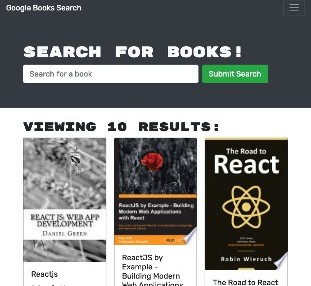 Google Books Search
SEARCH FOR BOOKS!
Search for a book
Submit Search
VIEWING 10 RESULTS:
REACT JS: WEB APP
DEVELOPMENT
DANIEL GREEN
Reactjs
ReactJS by Example - Building
Modern Web Applications
with React
ReactJS by
Example -
Building Modern
Web Applications
The Road to
React
Robin Wieruch
The Road to React